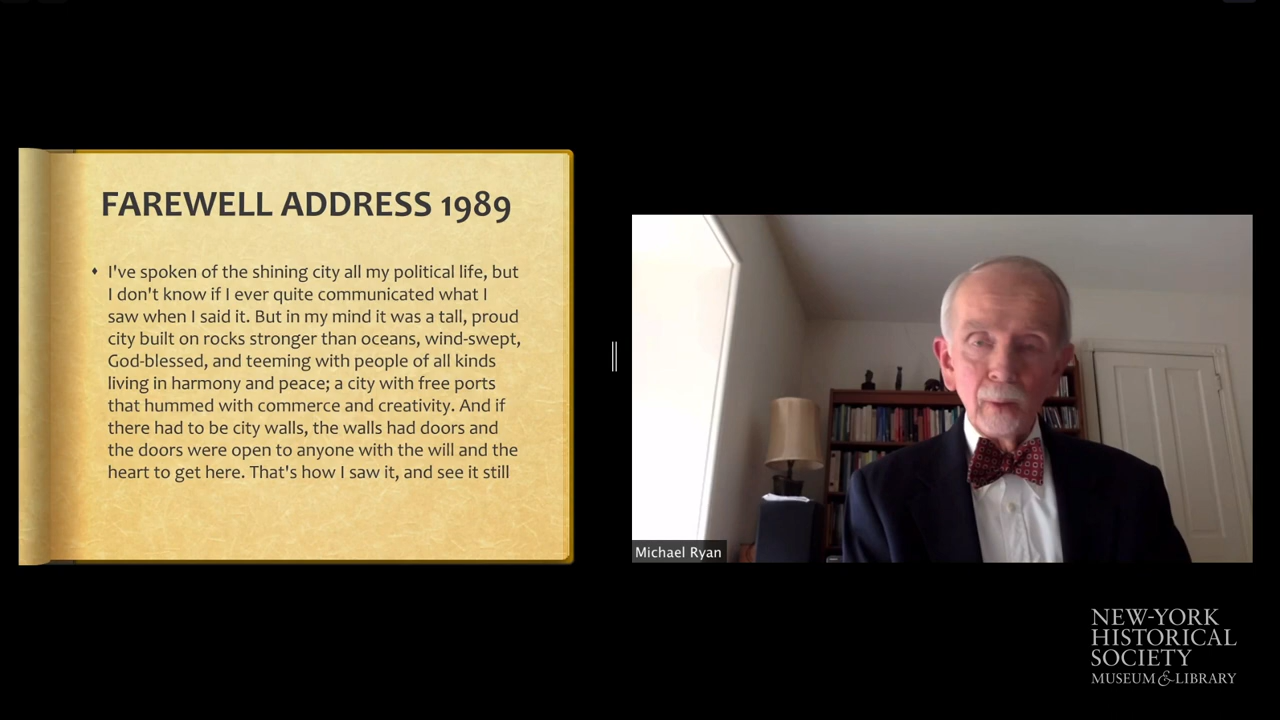 FAREWELL ADDRESS 1989
I've spoken of the shining city all my political life, but
I don't know if I ever quite communicated what I
saw when I said it. But in my mind it was a tall, proud
city built on rocks stronger than oceans, wind-swept,
God-blessed, and teeming with people of all kinds
living in harmony and peace; a city with free ports
that hummed with commerce and creativity. And if
there had to be city walls, the walls had doors and
the doors were open to anyone with the will and the
heart to get here. That's how I saw it, and see it still
Michael Ryan
NEW-YORK
HISTORICAL
SOCIETY
MUSEUM & LIBRARY